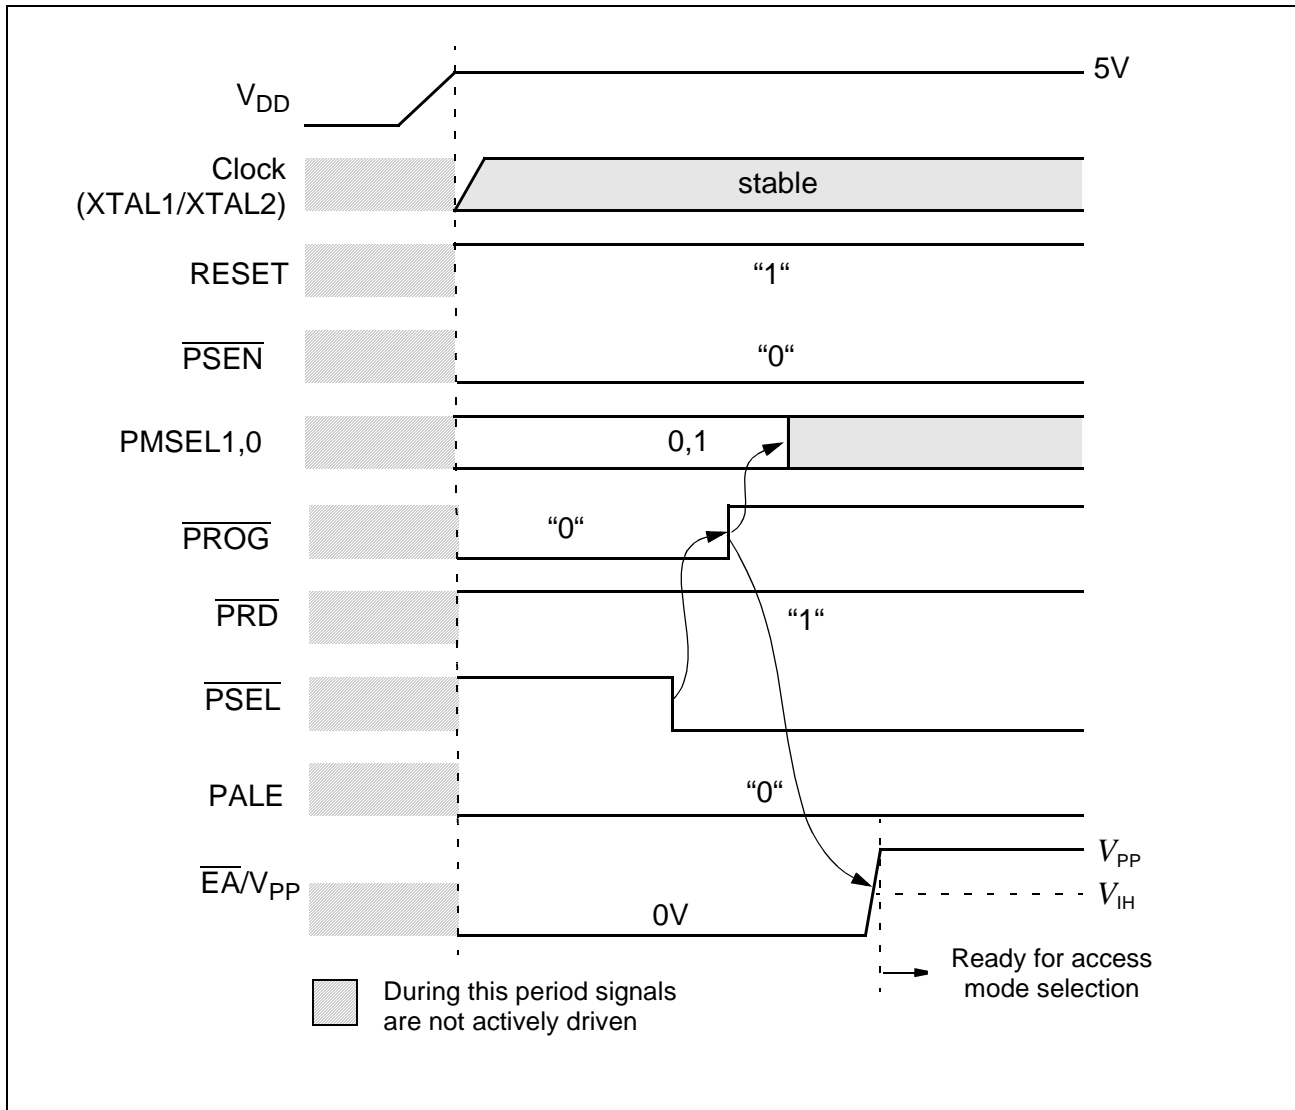 5V
VDD
Clock
(XTAL1/XTAL2)
stable
RESET
“1“
PSEN
“0“
PMSEL1,0
0,1
PROG
“0“
PRD
“1“
PSEL
PALE
“0“
EA/VPP
0V
VPP
VIH
Ready for access
mode selection
During this period signals
are not actively driven